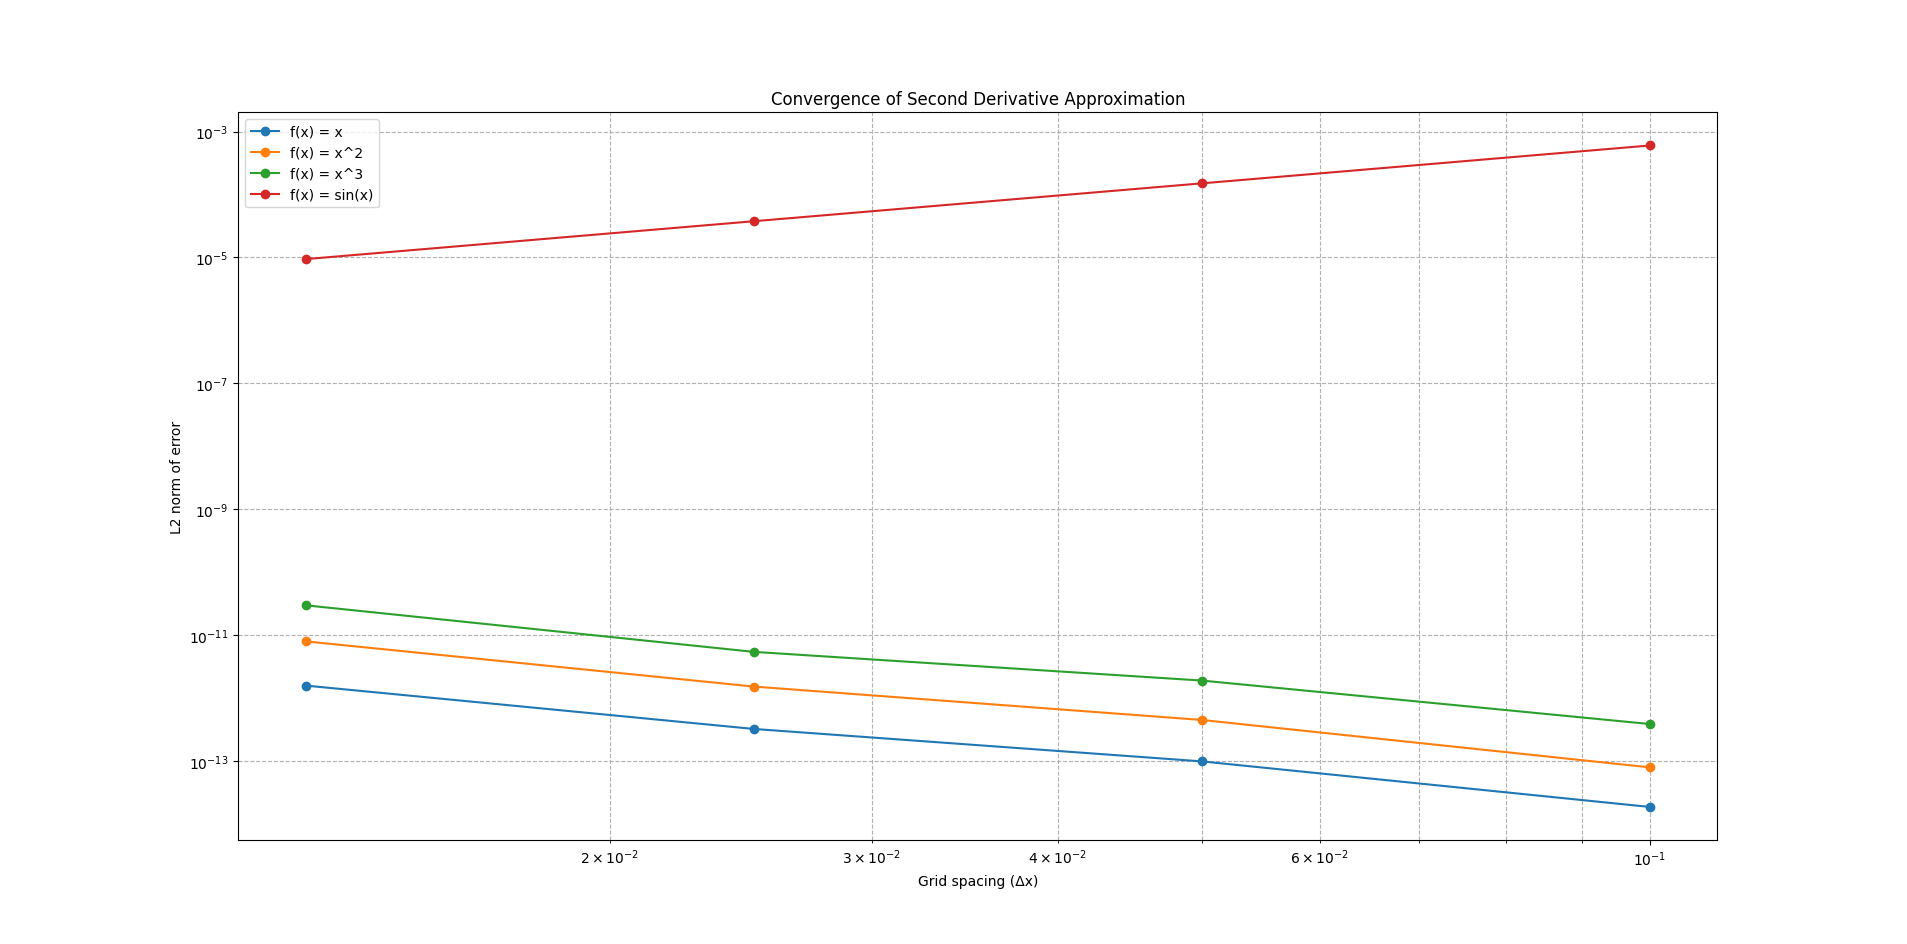 Convergence of Second Derivative Approximation
f(x) = x
f(x) = x^2
f(x) = x^3
f(x) = sin(x)
L2 norm of error
10⁻³
10⁻⁵
10⁻⁷
10⁻⁹
10⁻¹¹
10⁻¹³
2 × 10⁻²
3 × 10⁻²
4 × 10⁻²
6 × 10⁻²
10⁻¹
Grid spacing (Δx)